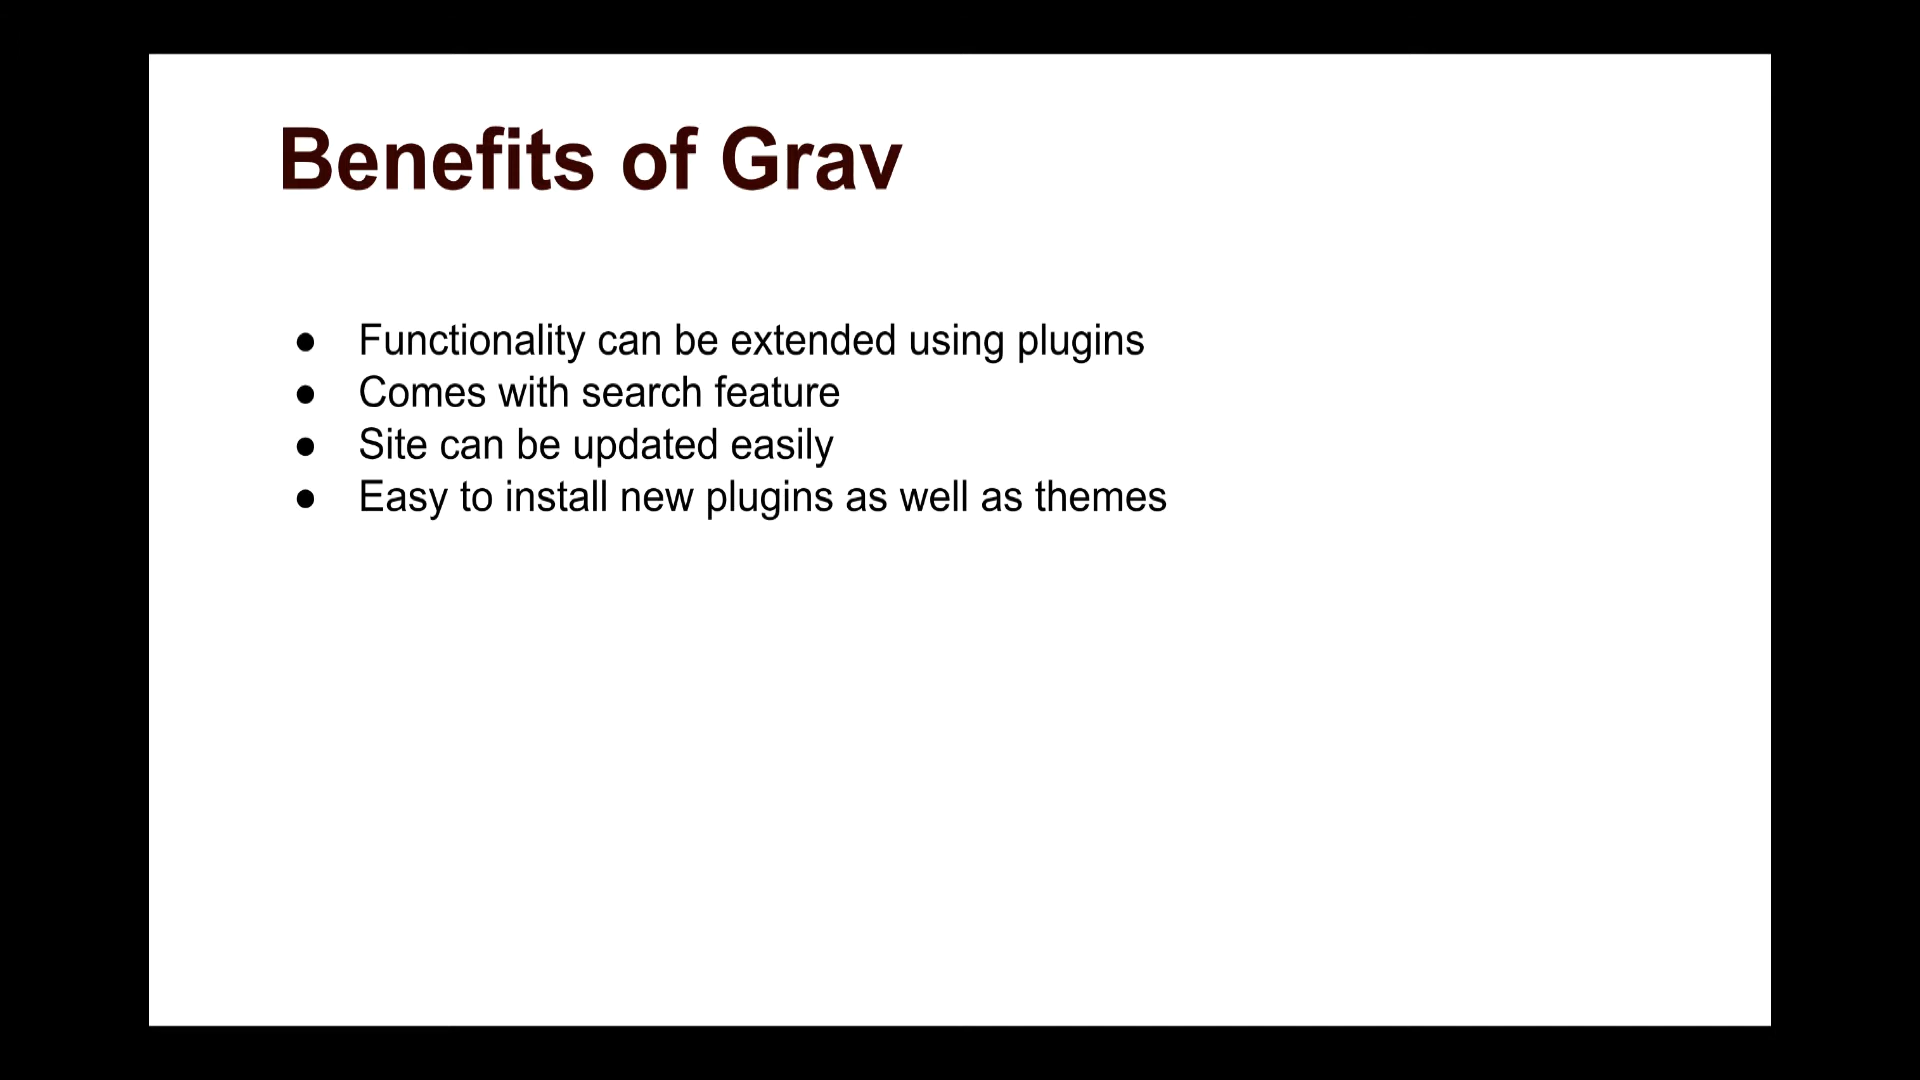 Benefits of Grav
● Functionality can be extended using plugins
● Comes with search feature
● Site can be updated easily
● Easy to install new plugins as well as themes